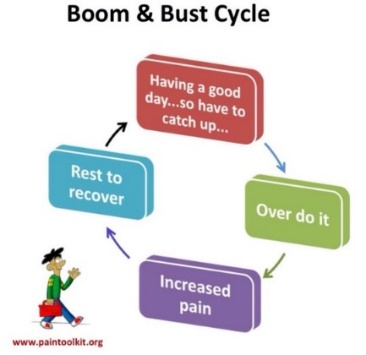 Boom & Bust Cycle
Having a good
day...so have to
catch up...
Over do it
Increased
pain
Rest to
recover
www.paintoolkit.org